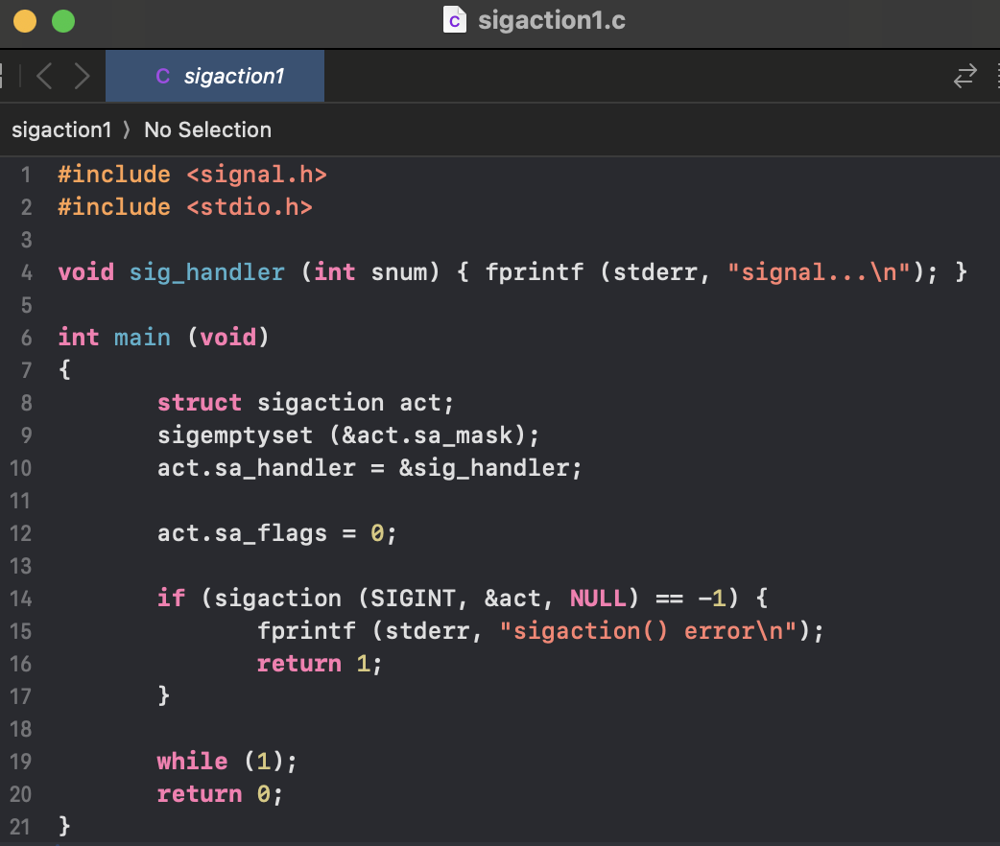 sigaction1.c
C sigaction1
sigaction1 〉 No Selection
1 #include <signal.h>
2 #include <stdio.h>
3
4 void sig_handler (int snum) { fprintf (stderr, "signal...\n"); }
5
6 int main (void)
7 {
8         struct sigaction act;
9         sigemptyset (&act.sa_mask);
10         act.sa_handler = &sig_handler;
11
12         act.sa_flags = 0;
13
14         if (sigaction (SIGINT, &act, NULL) == -1) {
15                 fprintf (stderr, "sigaction() error\n");
16                 return 1;
17         }
18
19         while (1);
20         return 0;
21 }